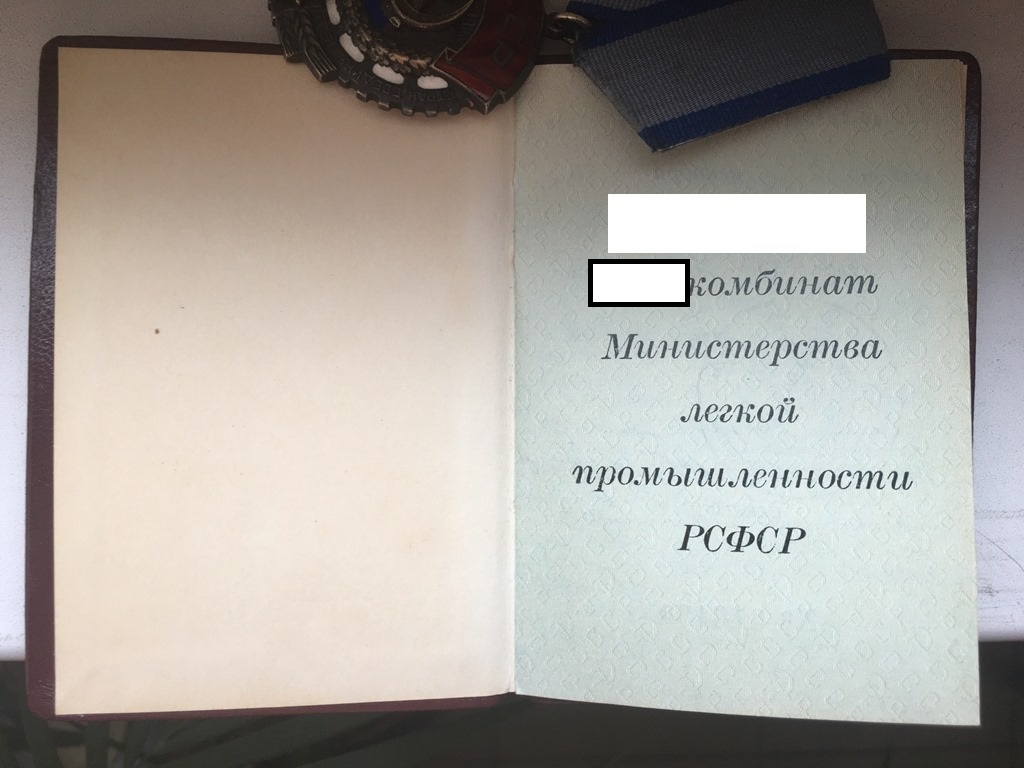 комбинат
Министерства
легкой
промышленности
РСФСР